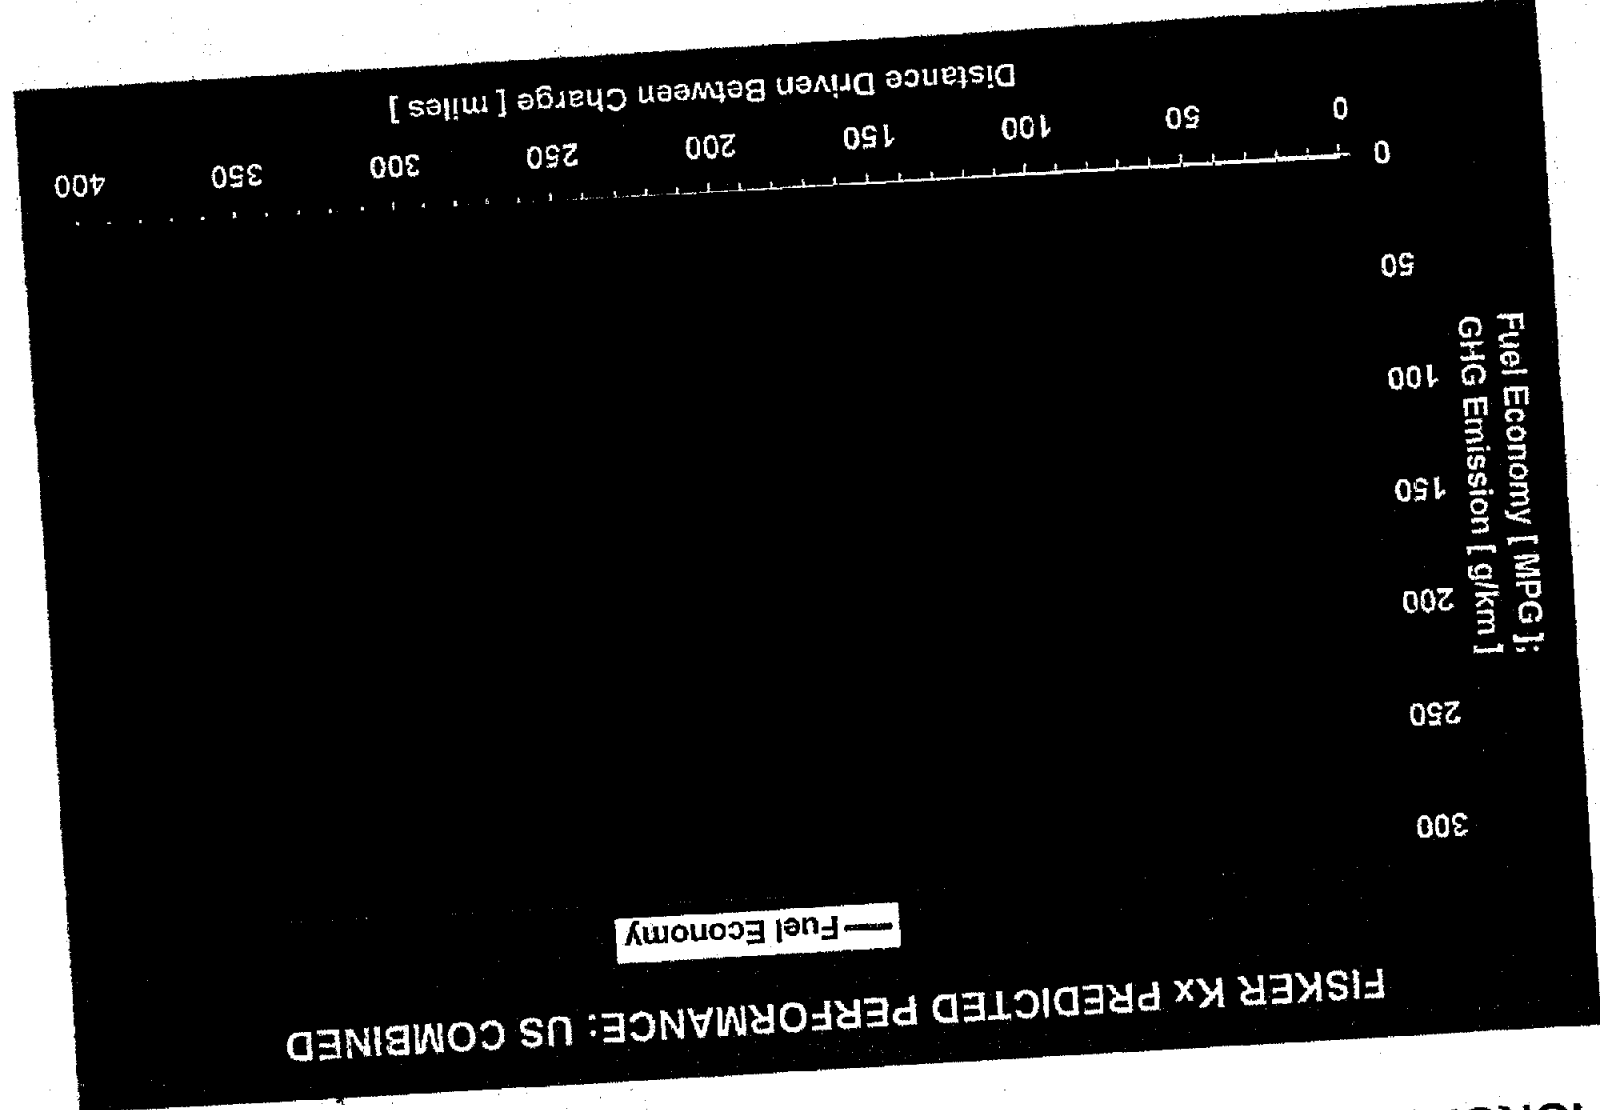 FISKER Kx PREDICTED PERFORMANCE: US COMBINED
Fuel Economy
Fuel Economy [ MPG ];
GHG Emission [ g/km ]
300
250
200
150
100
50
0
0 50 100 150 200 250 300 350 400
Distance Driven Between Charge [ miles ]